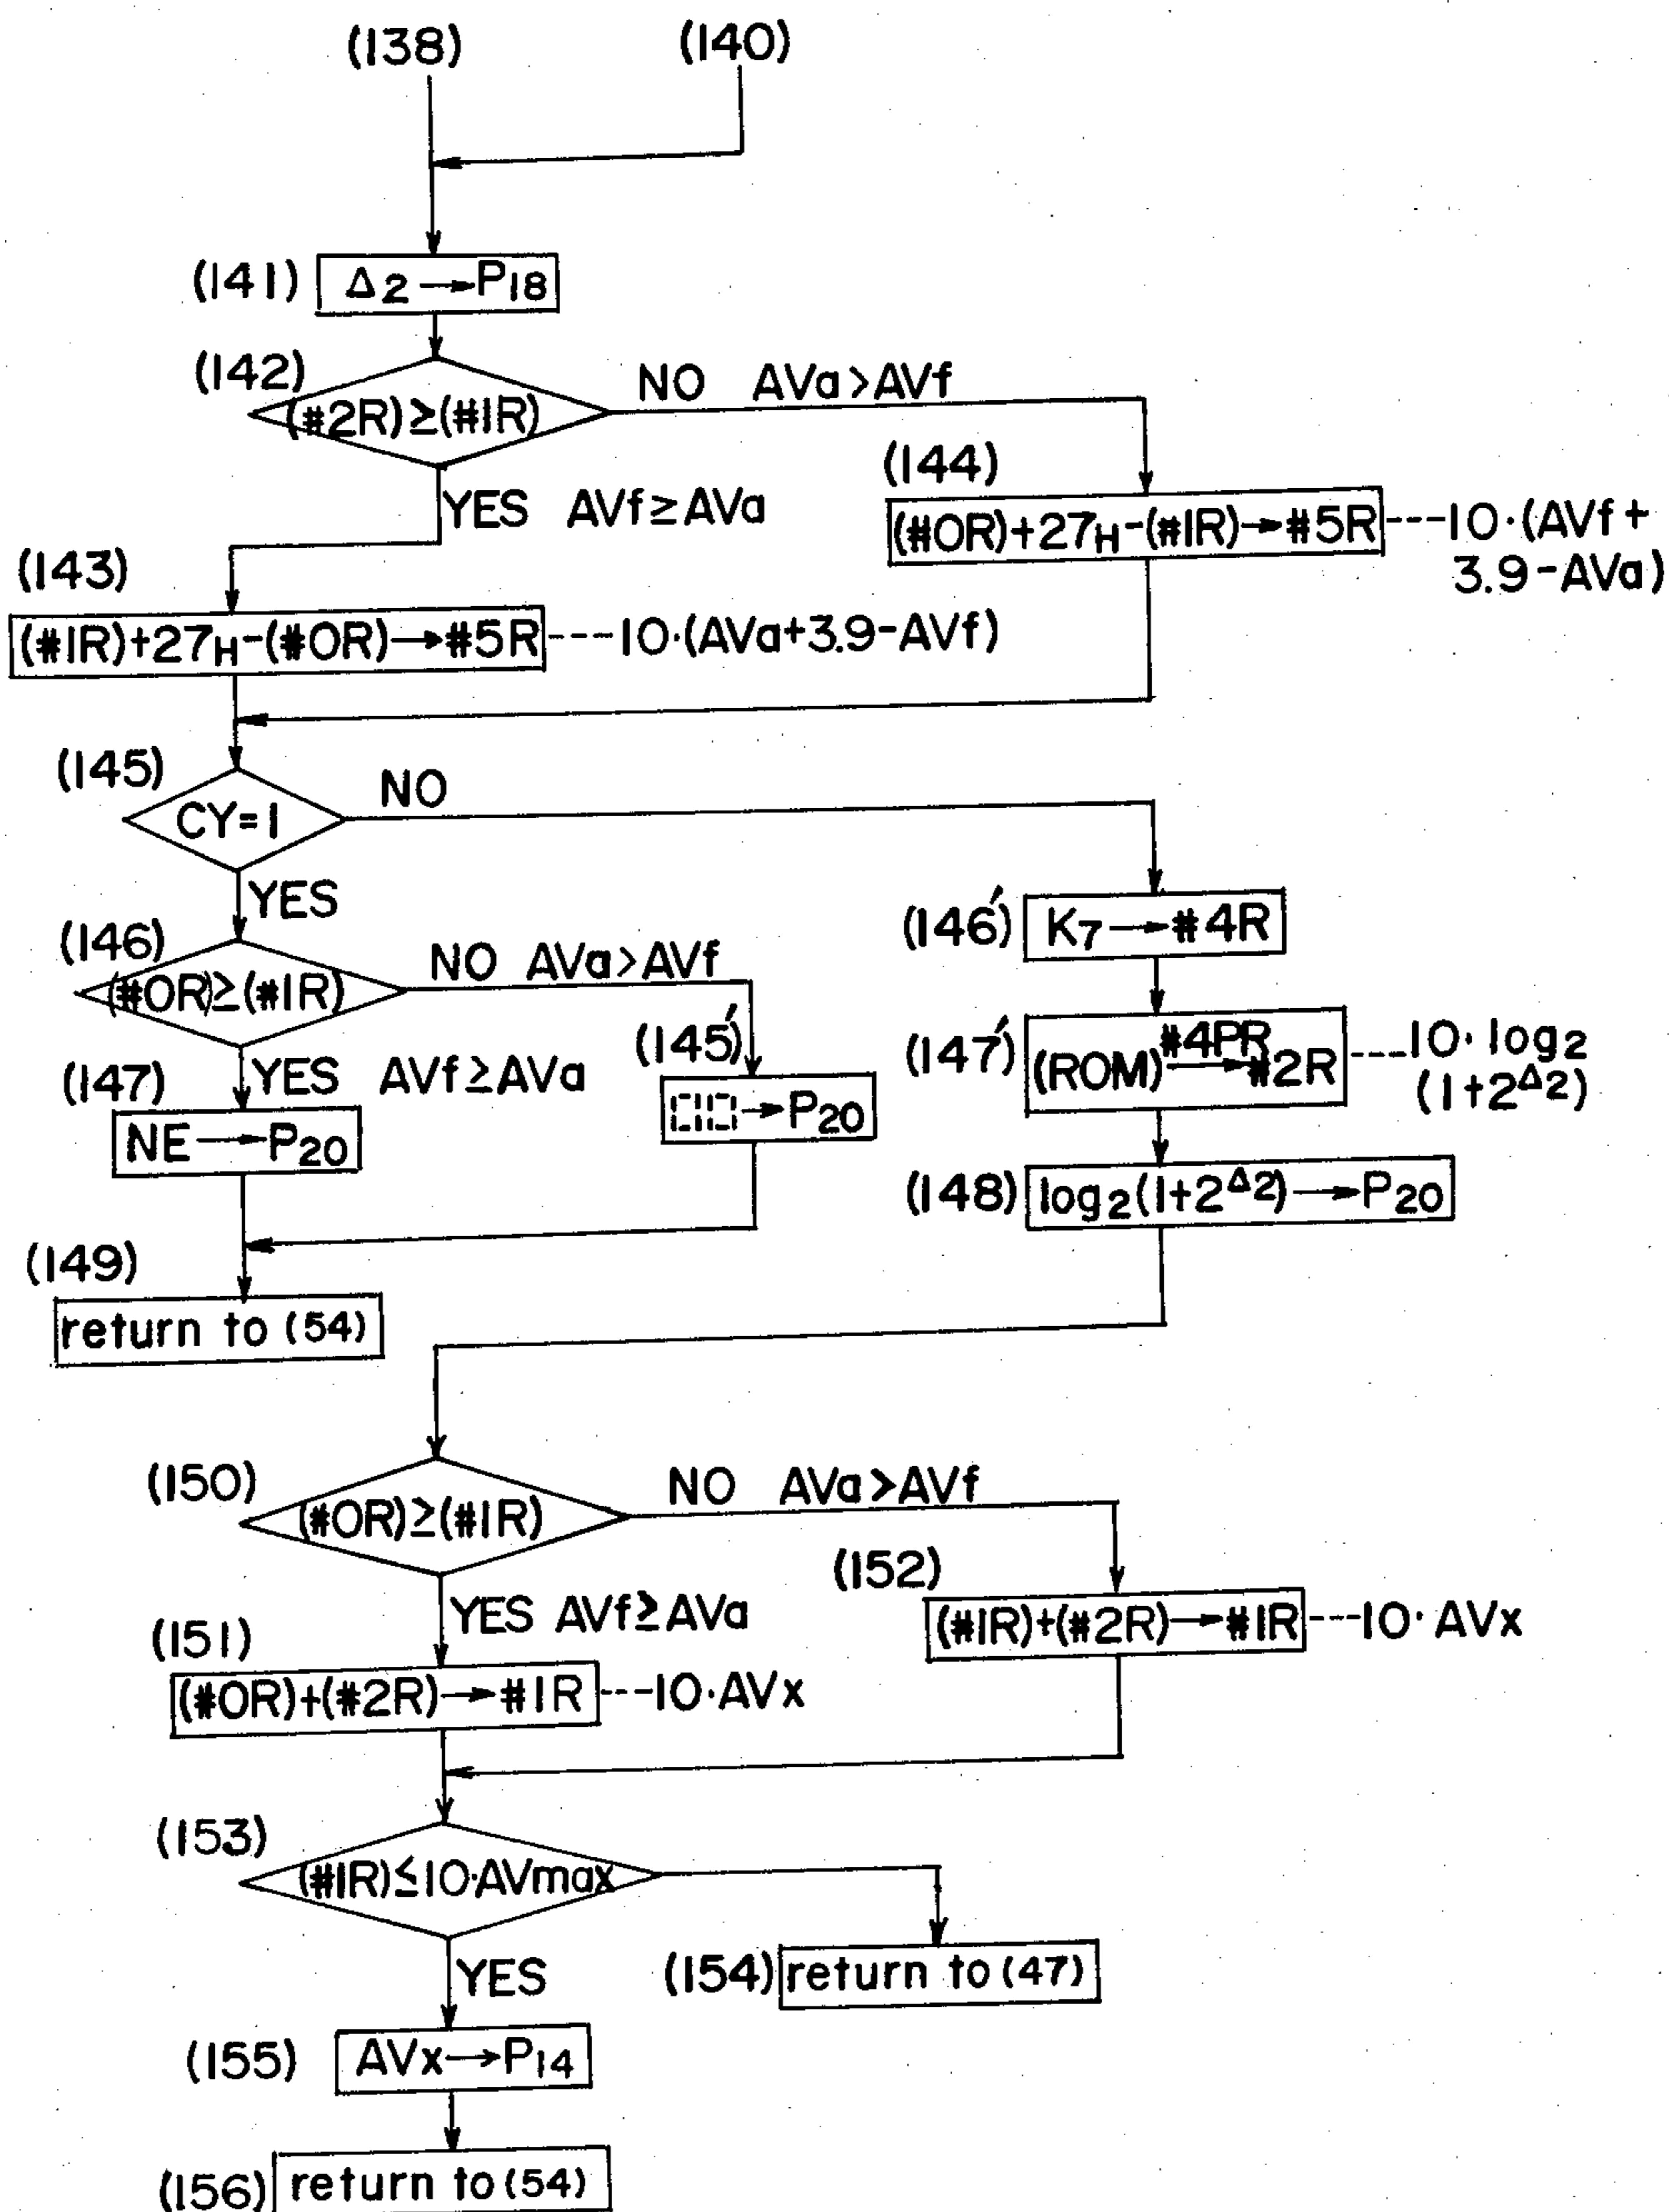 (138) (140)
(141) Δ2→P18
(142) (#2R)≥(#1R) NO AVa>AVf
YES AVf≥AVa
(144)
(#0R)+27H-(#1R)→#5R---10·(AVf+
3.9-AVa)
(143)
(#1R)+27H-(#0R)→#5R---10·(AVa+3.9-AVf)
(145) CY=1 NO
YES
(146) (#0R)≥(#1R) NO AVa>AVf
YES AVf≥AVa
(147) NE→P20
(145') →P20
(146') K7→#4R
(147') (ROM) #4PR → #2R ---10·log2
(1+2^Δ2)
(148) log2(1+2^Δ2)→P20
(149)
return to (54)
(150) (#0R)≥(#1R) NO AVa>AVf
YES AVf≥AVa
(152)
(#1R)+(#2R)→#1R---10·AVx
(151)
(#0R)+(#2R)→#1R---10·AVx
(153) (#1R)≤10·AVmax
YES
(154) return to (47)
(155) AVx→P14
(156) return to (54)